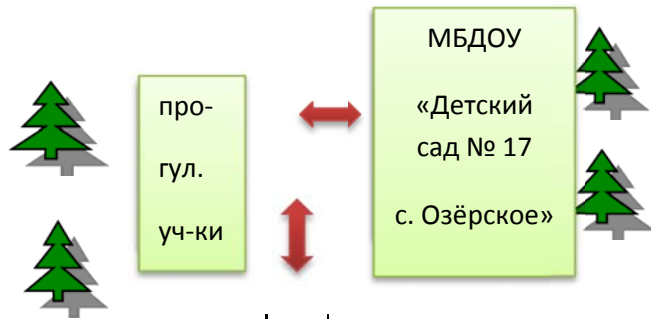 про-
гул.
уч-ки
МБДОУ
«Детский
сад № 17
с. Озёрское»